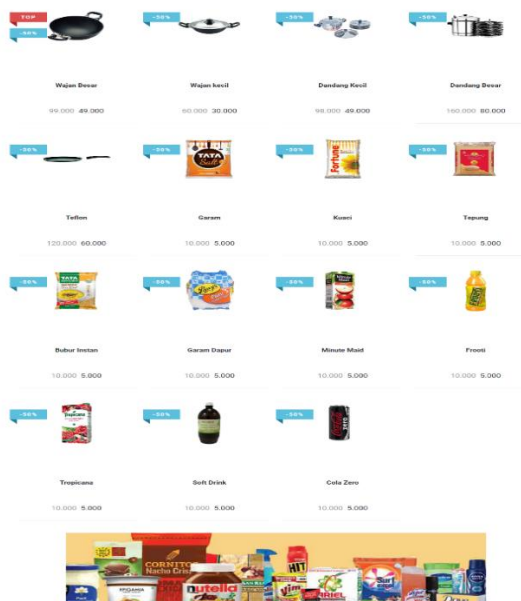 TOP
-50%
-50%
-50%
-50%
Wajan Besar
Wajan kecil
Dandang Kecil
Dandang Besar
99.000 49.000
60.000 30.000
98.000 49.000
160.000 80.000
-50%
-50%
-50%
-50%
TATA
Salt
Fortune
Teflon
Garam
Kuaci
Tepung
120.000 60.000
10.000 5.000
10.000 5.000
10.000 5.000
-50%
-50%
-50%
-50%
TATA
Bubur Instan
Garam Dapur
Minute Maid
Frooti
10.000 5.000
10.000 5.000
10.000 5.000
10.000 5.000
-50%
-50%
-50%
Tropicana
Tropicana
Soft Drink
Cola Zero
10.000 5.000
10.000 5.000
10.000 5.000
CORNITOS
Nacho Crisps
EPIGAMIA
nutella
HIT
Vim
ARIEL
Surf
excel